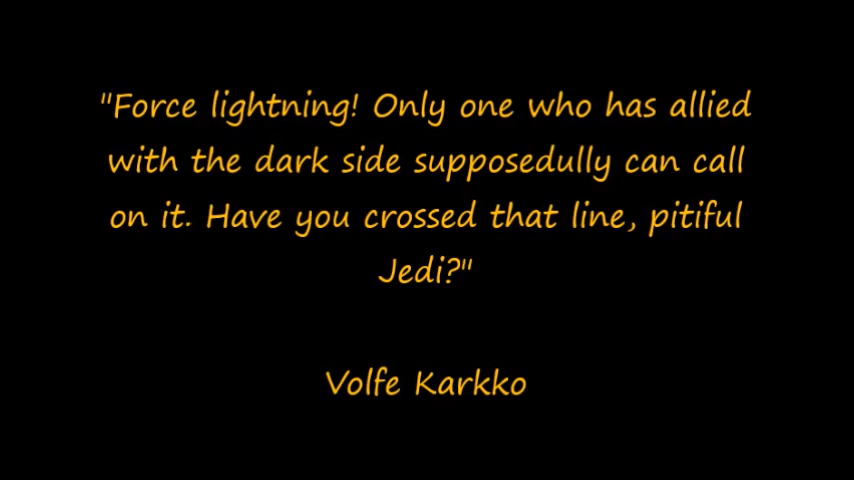 "Force lightning! Only one who has allied
with the dark side supposedully can call
on it. Have you crossed that line, pitiful
Jedi?"
Volfe Karkko